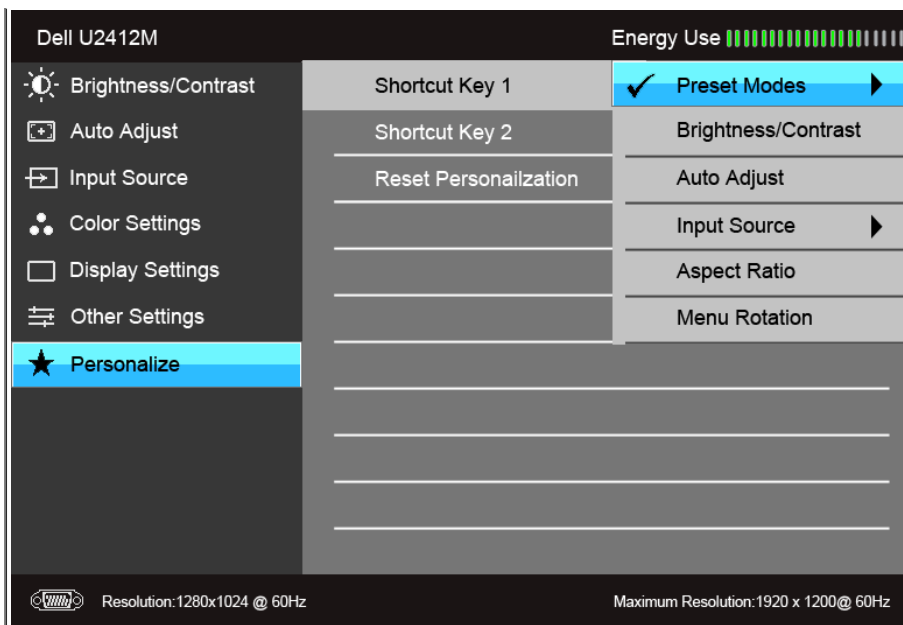 Dell U2412M
Energy Use
Brightness/Contrast
Auto Adjust
Input Source
Color Settings
Display Settings
Other Settings
Personalize
Shortcut Key 1
Shortcut Key 2
Reset Personailzation
Preset Modes
Brightness/Contrast
Auto Adjust
Input Source
Aspect Ratio
Menu Rotation
Resolution:1280x1024 @ 60Hz
Maximum Resolution:1920 x 1200@ 60Hz